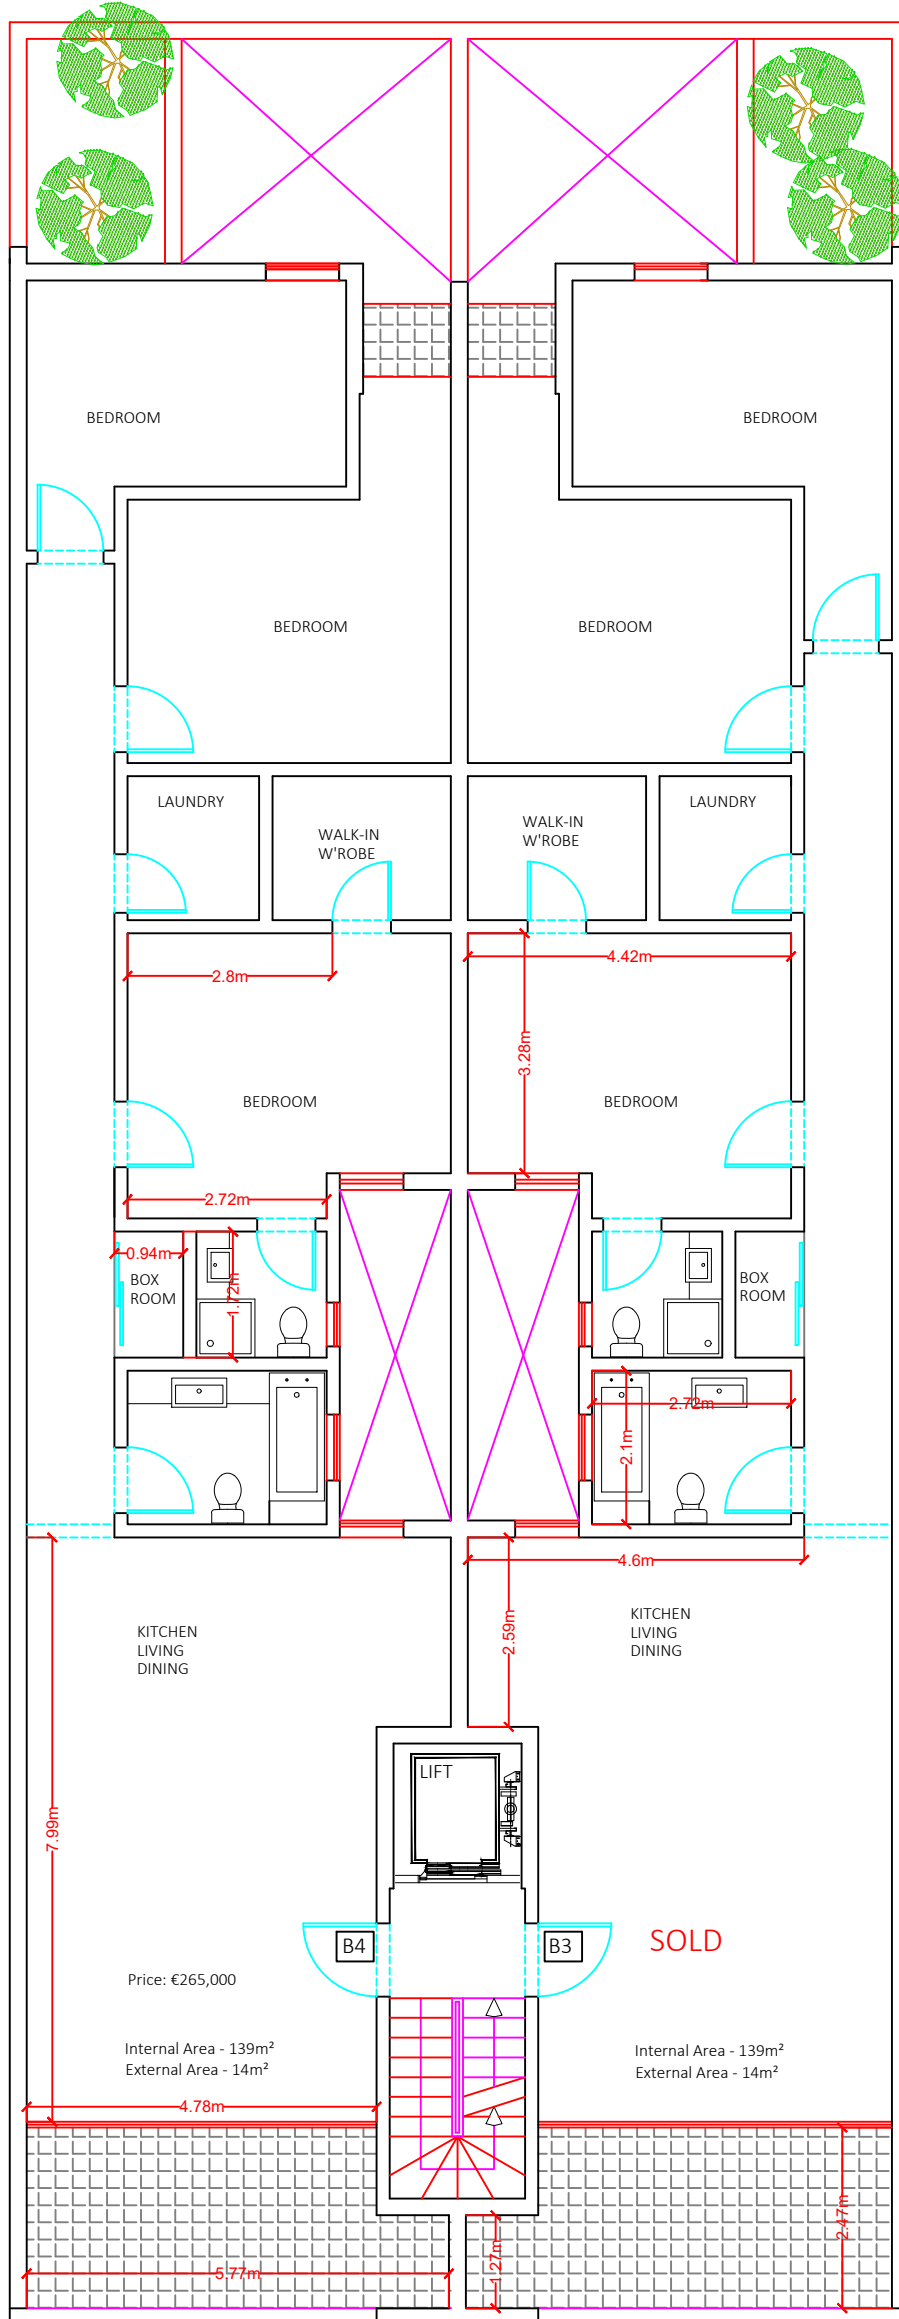 BEDROOM
BEDROOM
BEDROOM
BEDROOM
LAUNDRY
WALK-IN
W'ROBE
WALK-IN
W'ROBE
LAUNDRY
2.8m
4.42m
3.28m
BEDROOM
BEDROOM
2.72m
0.94m
1.72m
BOX
ROOM
BOX
ROOM
2.72m
2.1m
4.6m
2.59m
KITCHEN
LIVING
DINING
KITCHEN
LIVING
DINING
LIFT
7.99m
B4
B3
SOLD
Price: €265,000
Internal Area - 139m²
External Area - 14m²
Internal Area - 139m²
External Area - 14m²
4.78m
2.47m
5.77m
1.27m